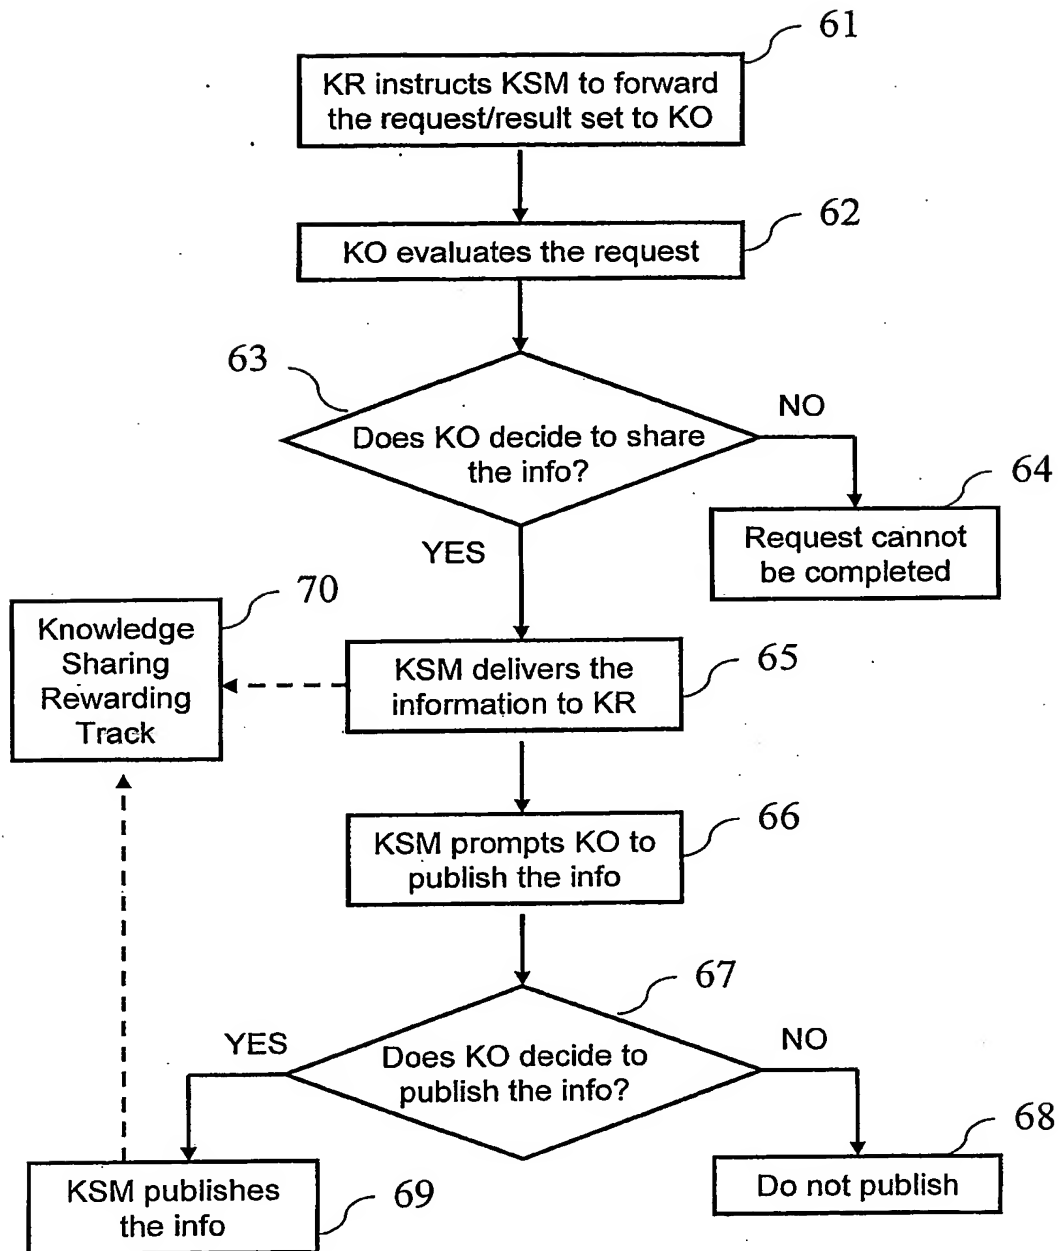 61
KR instructs KSM to forward
the request/result set to KO
62
KO evaluates the request
63
Does KO decide to share
the info?
NO
YES
64
Request cannot
be completed
70
Knowledge
Sharing
Rewarding
Track
65
KSM delivers the
information to KR
66
KSM prompts KO to
publish the info
67
Does KO decide to
publish the info?
YES
NO
68
Do not publish
KSM publishes
the info
69